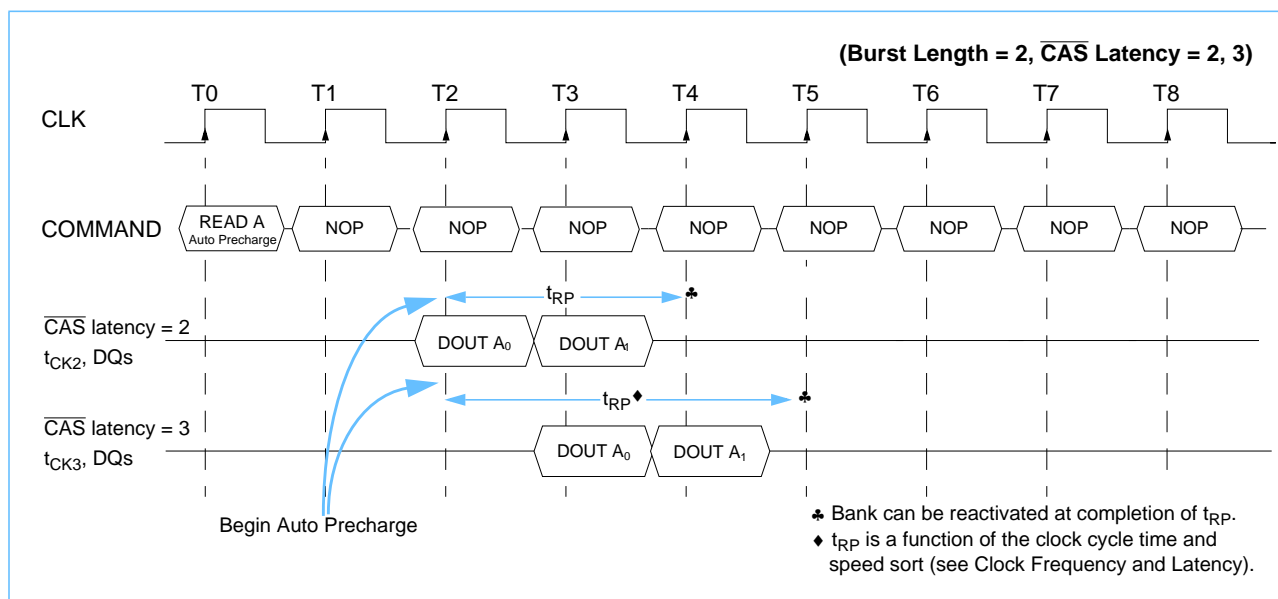 (Burst Length = 2, CAS Latency = 2, 3)
T0 T1 T2 T3 T4 T5 T6 T7 T8
CLK
COMMAND
READ A
Auto Precharge
NOP NOP NOP NOP NOP NOP NOP NOP
tRP ♣
CAS latency = 2
tCK2, DQs
DOUT A0 DOUT A1
tRP♦ ♣
CAS latency = 3
tCK3, DQs
DOUT A0 DOUT A1
Begin Auto Precharge
♣ Bank can be reactivated at completion of tRP.
♦ tRP is a function of the clock cycle time and
speed sort (see Clock Frequency and Latency).